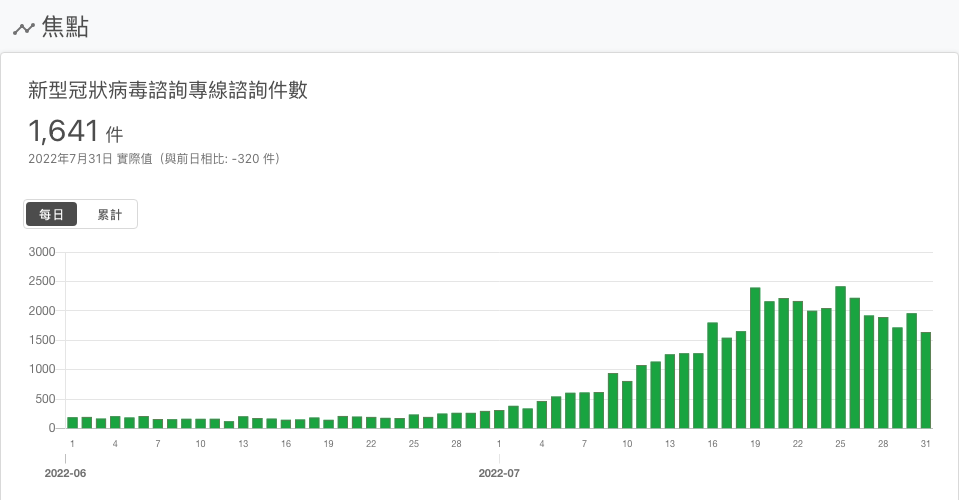 焦點
新型冠狀病毒諮詢專線諮詢件數
1,641 件
2022年7月31日 實際值（與前日相比: -320 件）
每日 累計
3000
2500
2000
1500
1000
500
0
1 4 7 10 13 16 19 22 25 28 1 4 7 10 13 16 19 22 25 28 31
2022-06 2022-07